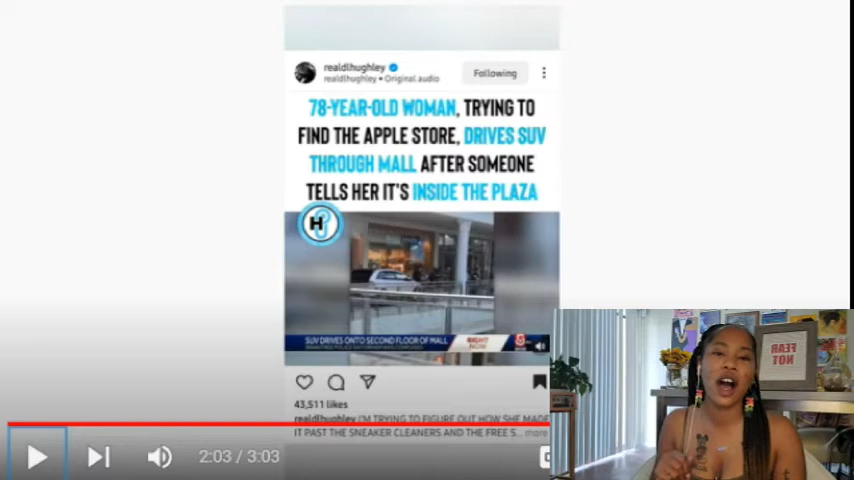 realdlhughley
realdlhughley • Original audio
Following
78-YEAR-OLD WOMAN, TRYING TO
FIND THE APPLE STORE, DRIVES SUV
THROUGH MALL AFTER SOMEONE
TELLS HER IT'S INSIDE THE PLAZA
H
SUV DRIVES ONTO SECOND FLOOR OF MALL
RIGHT
NOW
5
43,511 likes
realdlhughley I'M TRYING TO FIGURE OUT HOW SHE MADE
IT PAST THE SNEAKER CLEANERS AND THE FREE S... more
2:03 / 3:03
FEAR
NOT